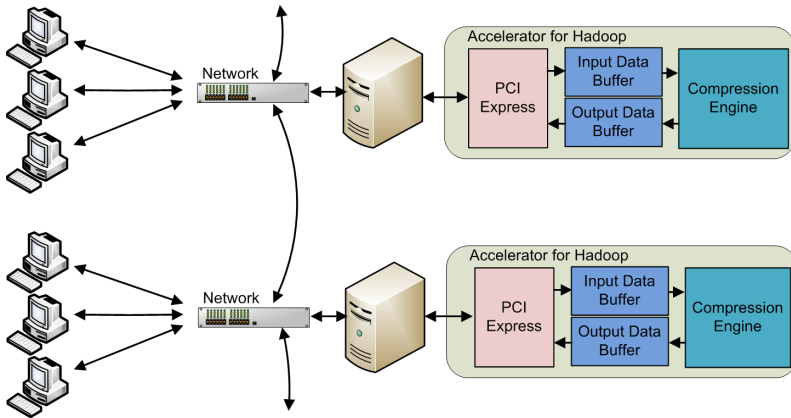 Accelerator for Hadoop
Network
PCI
Express
Input Data
Buffer
Output Data
Buffer
Compression
Engine
Accelerator for Hadoop
Network
PCI
Express
Input Data
Buffer
Output Data
Buffer
Compression
Engine